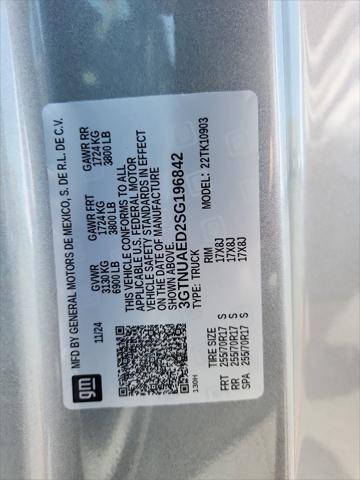 gm
MFD BY GENERAL MOTORS DE MEXICO, S. DE R.L. DE C.V.
11/24 GVWR GAWR FRT GAWR RR
3130 KG 1724 KG 1724 KG
6900 LB 3800 LB 3800 LB
THIS VEHICLE CONFORMS TO ALL
APPLICABLE U.S. FEDERAL MOTOR
VEHICLE SAFETY STANDARDS IN EFFECT
ON THE DATE OF MANUFACTURE
3GTNUAED2SG196842
TYPE: TRUCK MODEL: 22TK10903
130H TIRE SIZE RIM
FRT 255/70R17 S 17X8J
RR 255/70R17 S 17X8J
SPA 255/70R17 S 17X8J